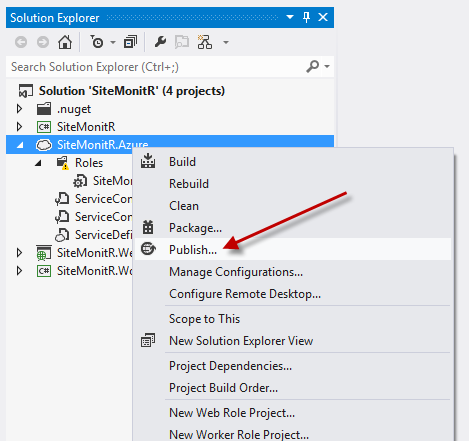 Solution Explorer
Search Solution Explorer (Ctrl+;)
Solution 'SiteMonitR' (4 projects)
.nuget
C# SiteMonitR
SiteMonitR.Azure
Roles
SiteMo
ServiceCon
ServiceCon
ServiceDefi
SiteMonitR.We
C# SiteMonitR.Wo
Build
Rebuild
Clean
Package...
Publish...
Manage Configurations...
Configure Remote Desktop...
Scope to This
New Solution Explorer View
Project Dependencies...
Project Build Order...
New Web Role Project...
New Worker Role Project...